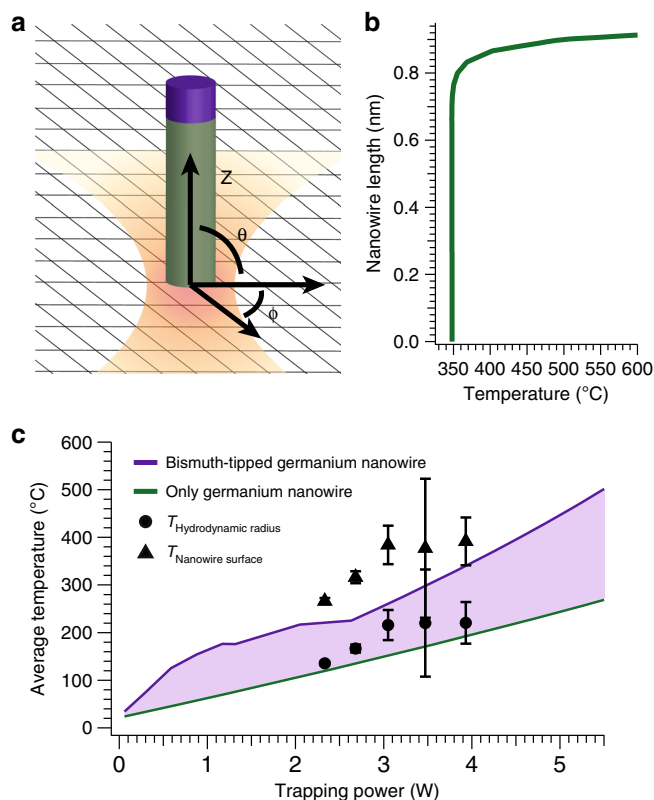 a
Z
θ
ϕ
b
Nanowire length (nm)
0.8
0.6
0.4
0.2
0.0
350 400 450 500 550 600
Temperature (°C)
c
Average temperature (°C)
600
500
400
300
200
100
0
Bismuth-tipped germanium nanowire
Only germanium nanowire
T Hydrodynamic radius
T Nanowire surface
0 1 2 3 4 5
Trapping power (W)